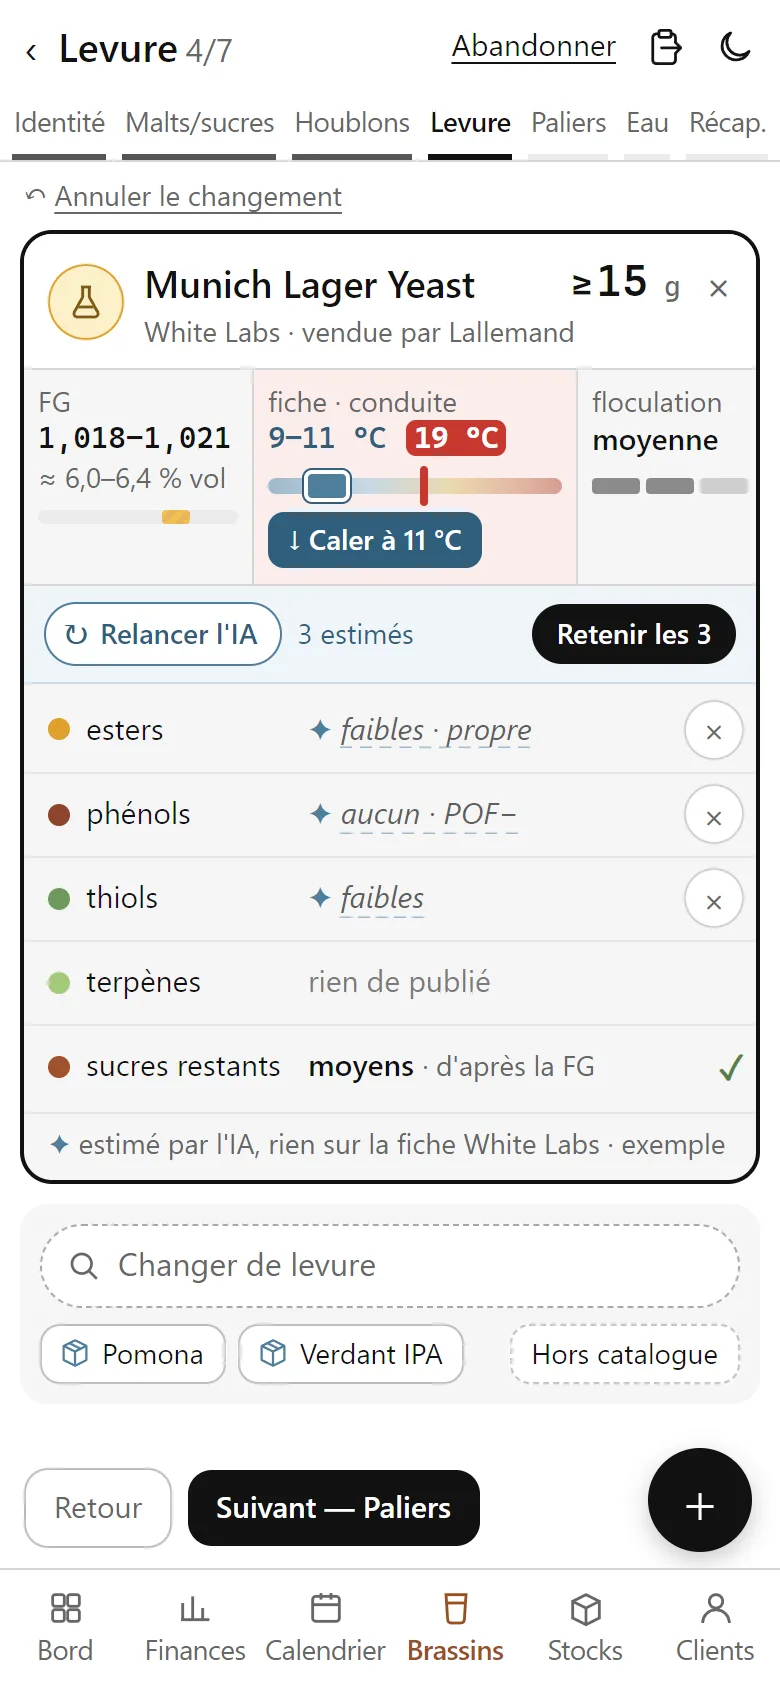 ‹ Levure 4/7 Abandonner
Identité Malts/sucres Houblons Levure Paliers Eau Récap.
↶ Annuler le changement
Munich Lager Yeast ≥15 g ×
White Labs · vendue par Lallemand
FG
1,018–1,021
≈ 6,0–6,4 % vol
fiche · conduite
9–11 °C 19 °C
↓ Caler à 11 °C
floculation
moyenne
↻ Relancer l'IA 3 estimés Retenir les 3
esters ✦ faibles · propre ×
phénols ✦ aucun · POF− ×
thiols ✦ faibles ×
terpènes rien de publié
sucres restants moyens · d'après la FG ✓
✦ estimé par l'IA, rien sur la fiche White Labs · exemple
Changer de levure
Pomona Verdant IPA Hors catalogue
Retour Suivant — Paliers +
Bord Finances Calendrier Brassins Stocks Clients